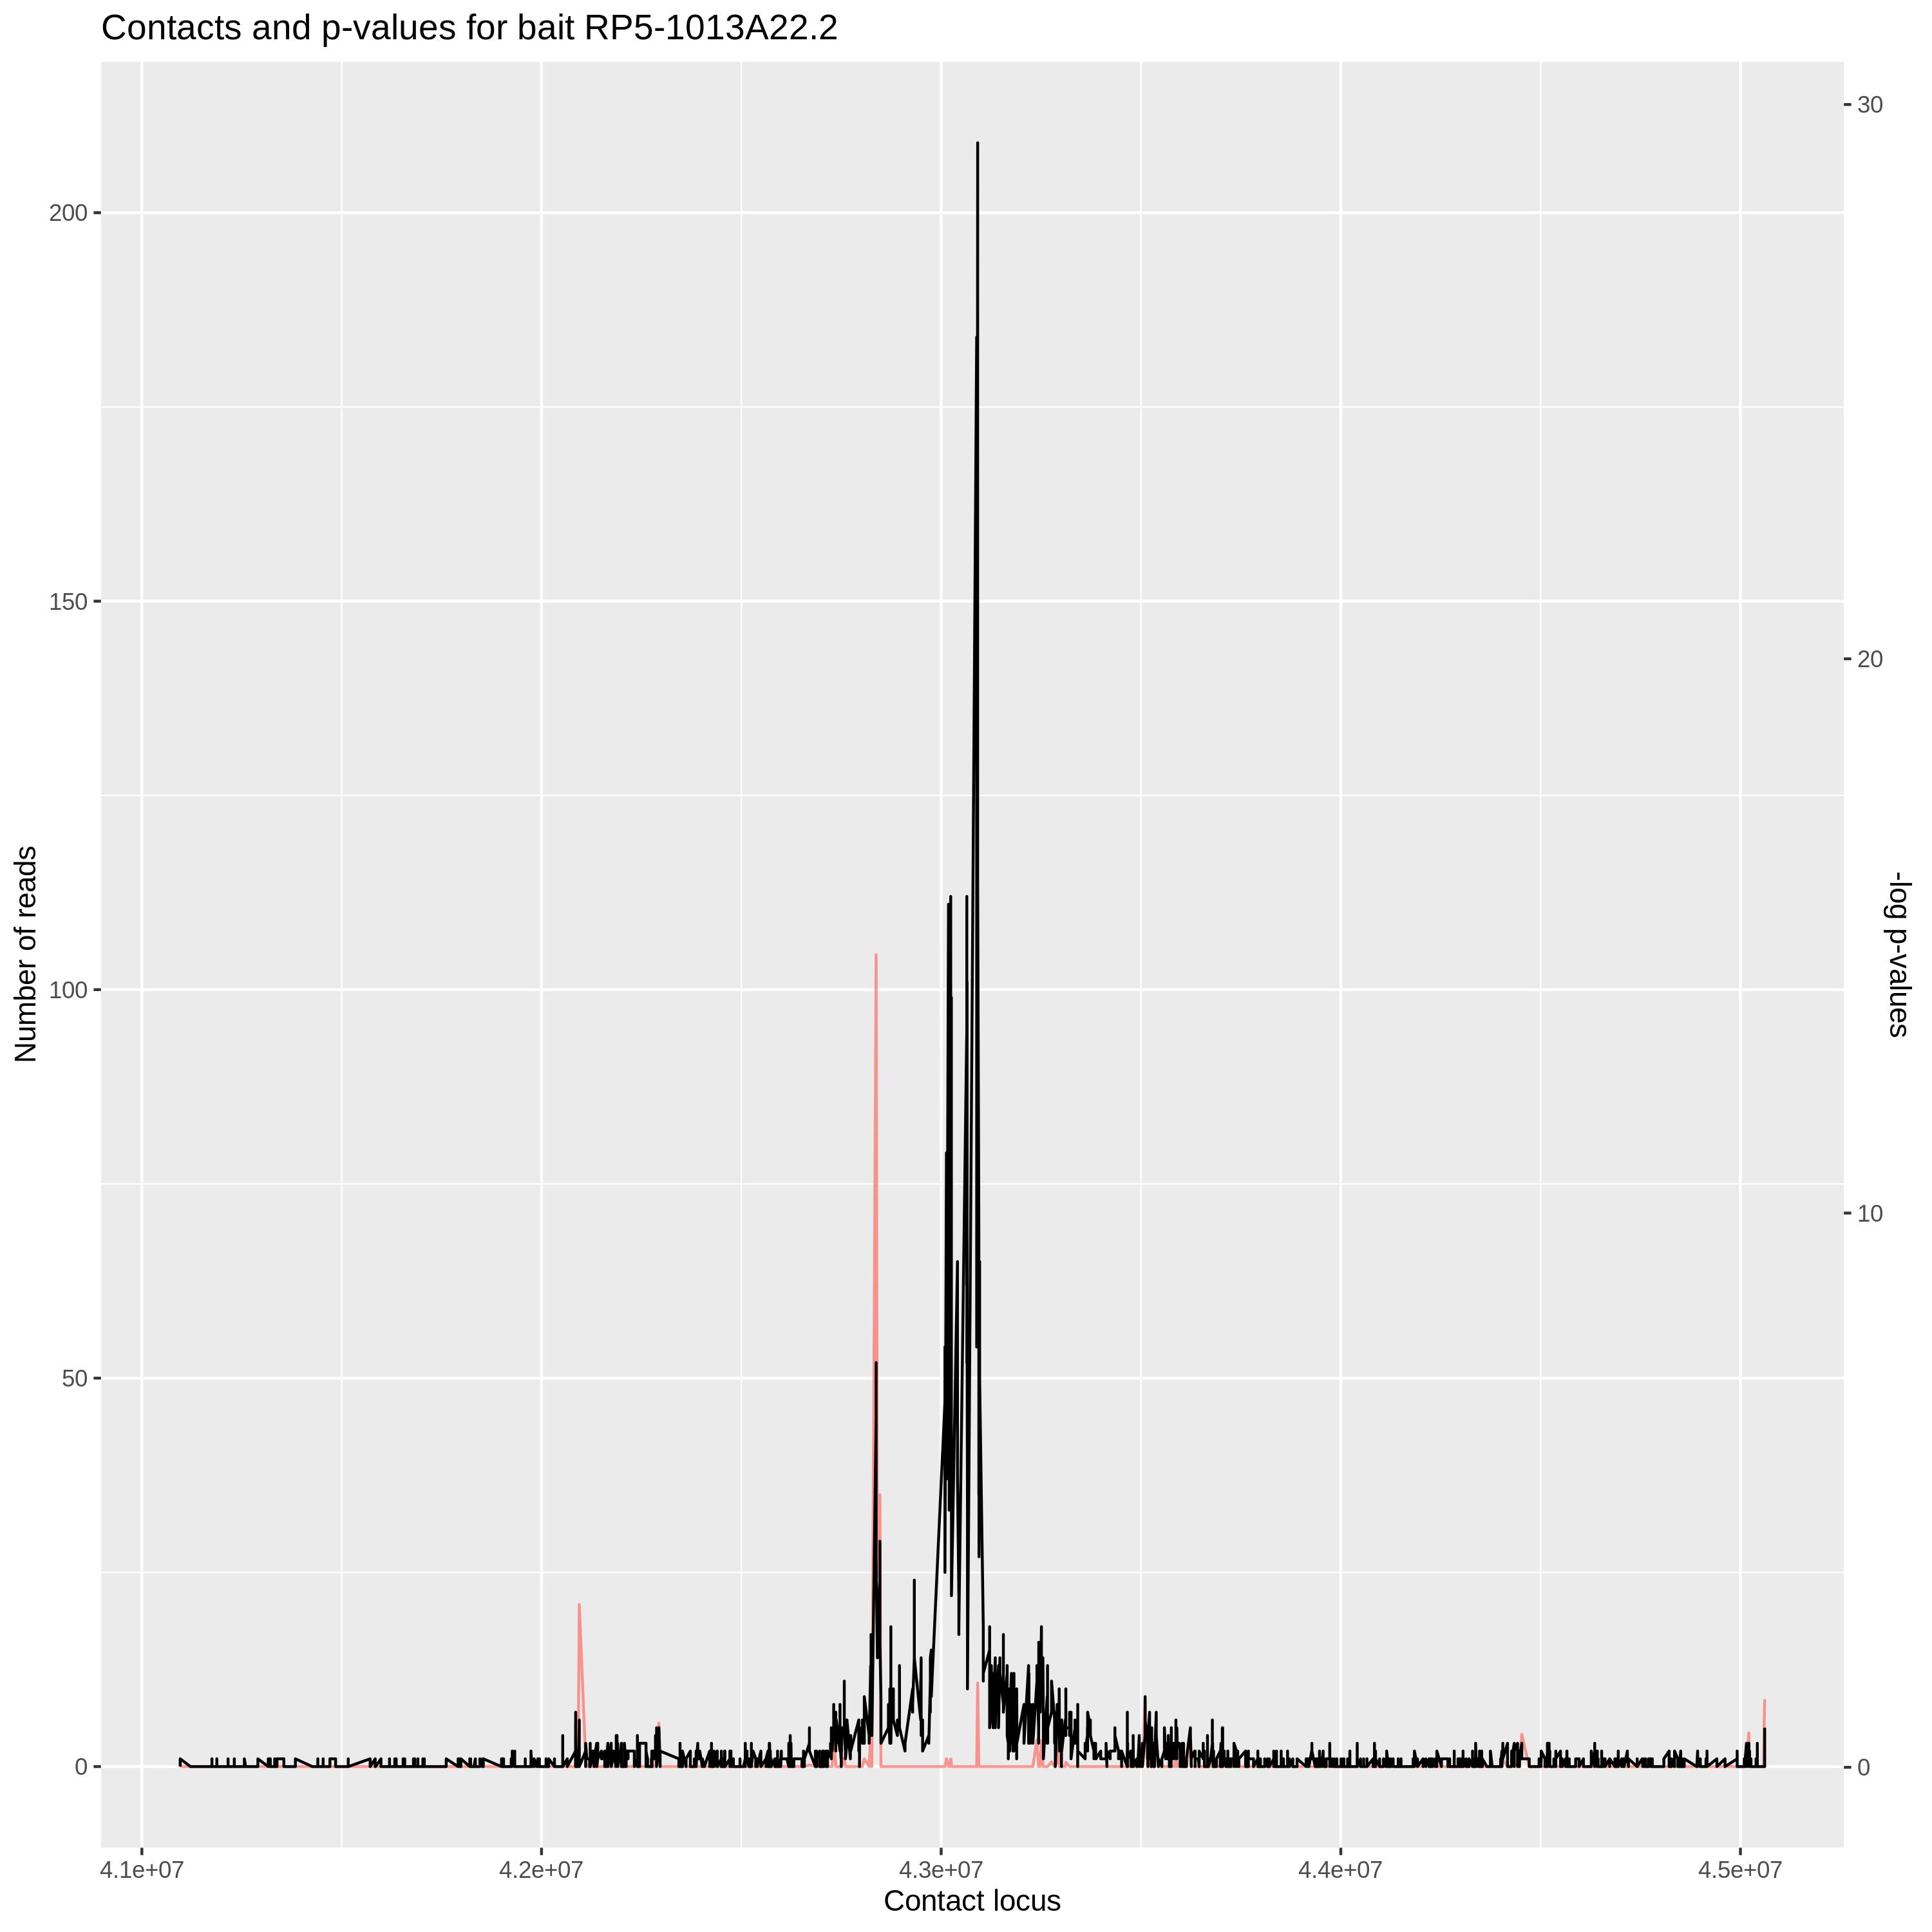 Contacts and p-values for bait RP5-1013A22.2
Number of reads
200
150
100
50
0
30
20
10
0
-log p-values
4.1e+07
4.2e+07
4.3e+07
4.4e+07
4.5e+07
Contact locus